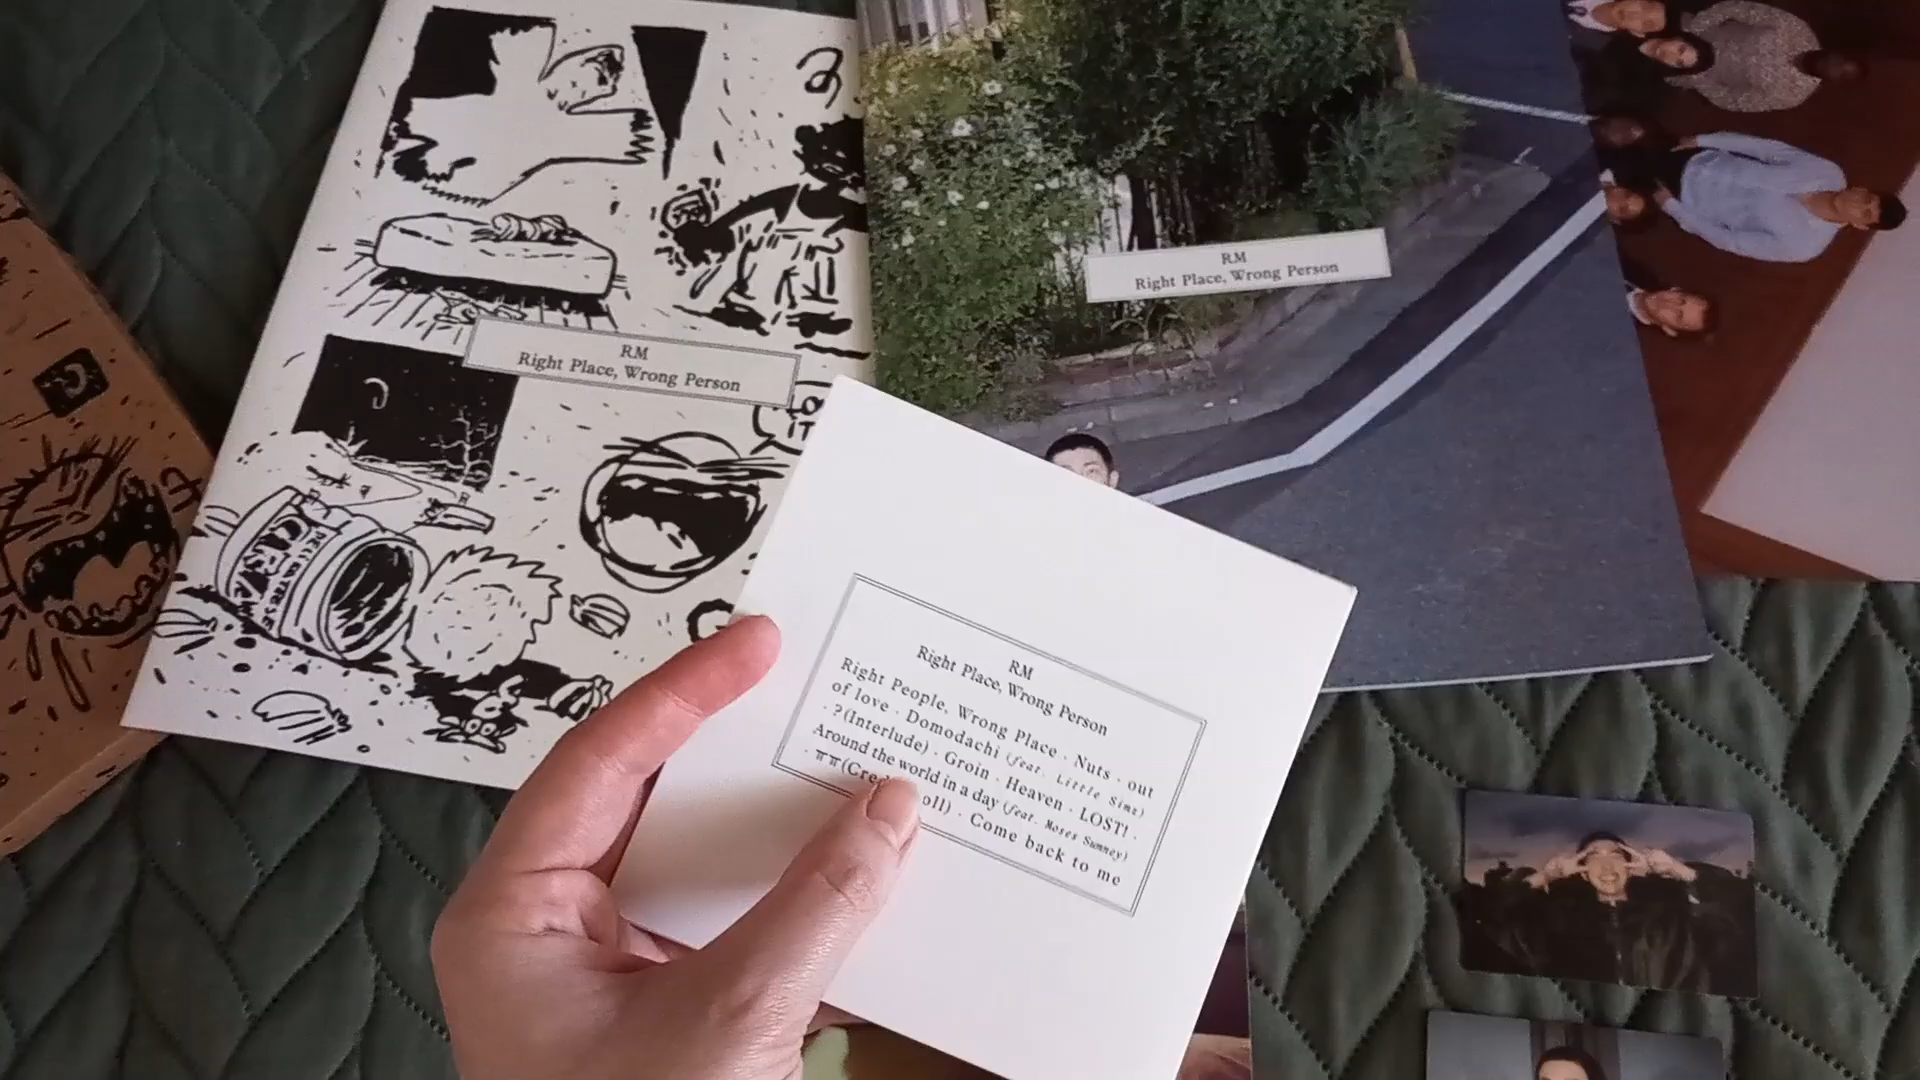 RM
Right Place, Wrong Person
RM
Right Place, Wrong Person
RM
Right Place, Wrong Person
Right People, Wrong Place · Nuts · out
of love · Domodachi (feat. Little Simz)
· ?(Interlude) · Groin · Heaven · LOST! ·
Around the world in a day (feat. Moses Sumney)
· ㅠㅠ(Cre oll) · Come back to me